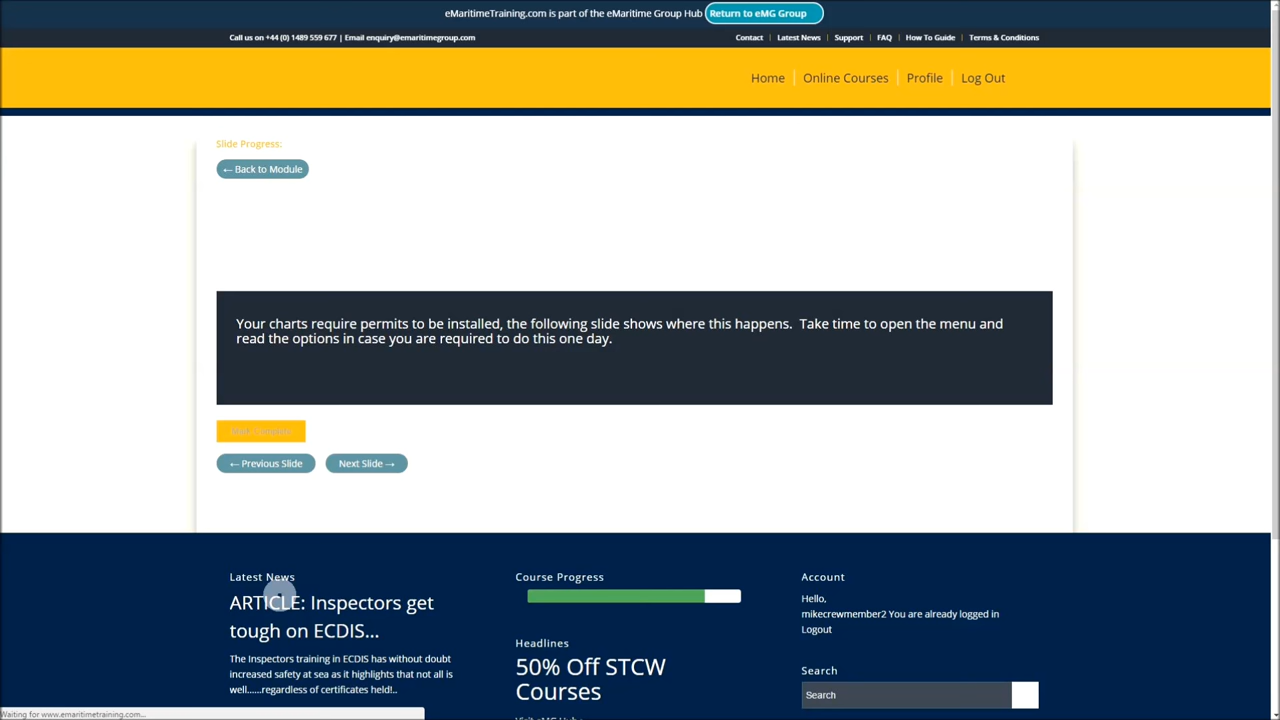 eMaritimeTraining.com is part of the eMaritime Group Hub Return to eMG Group
Call us on +44 (0) 1489 559 677 | Email enquiry@emaritimegroup.com
Contact | Latest News | Support | FAQ | How To Guide | Terms & Conditions
Home Online Courses Profile Log Out
Slide Progress:
← Back to Module
Your charts require permits to be installed, the following slide shows where this happens. Take time to open the menu and
read the options in case you are required to do this one day.
← Previous Slide Next Slide →
Latest News
ARTICLE: Inspectors get
tough on ECDIS...
The Inspectors training in ECDIS has without doubt
increased safety at sea as it highlights that not all is
well......regardless of certificates held!..
Course Progress
Headlines
50% Off STCW
Courses
Account
Hello,
mikecrewmember2 You are already logged in
Logout
Search
Search
Waiting for www.emaritimetraining.com...